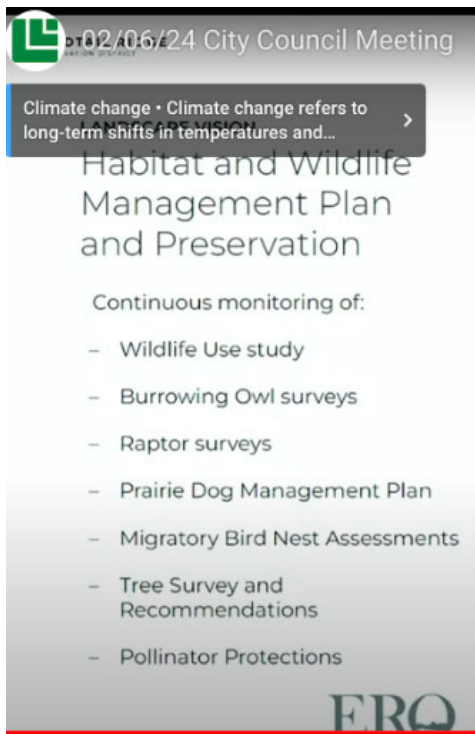 02/06/24 City Council Meeting
Climate change • Climate change refers to
long-term shifts in temperatures and...
LANDSCAPE VISION
Habitat and Wildlife
Management Plan
and Preservation
Continuous monitoring of:
– Wildlife Use study
– Burrowing Owl surveys
– Raptor surveys
– Prairie Dog Management Plan
– Migratory Bird Nest Assessments
– Tree Survey and
Recommendations
– Pollinator Protections
ERO